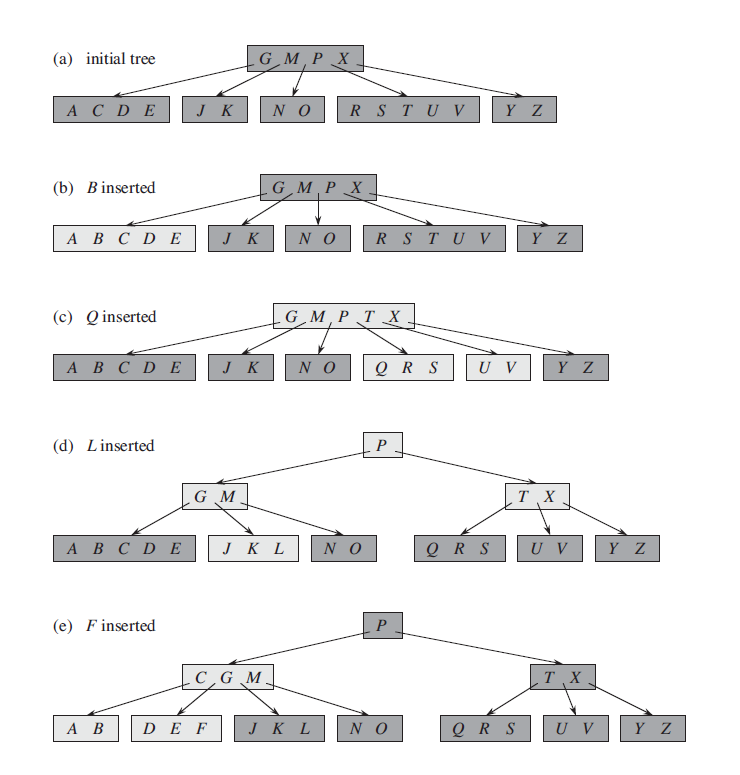 (a) initial tree
G M P X
A C D E J K N O R S T U V Y Z
(b) B inserted
G M P X
A B C D E J K N O R S T U V Y Z
(c) Q inserted
G M P T X
A B C D E J K N O Q R S U V Y Z
(d) L inserted
P
G M T X
A B C D E J K L N O Q R S U V Y Z
(e) F inserted
P
C G M T X
A B D E F J K L N O Q R S U V Y Z